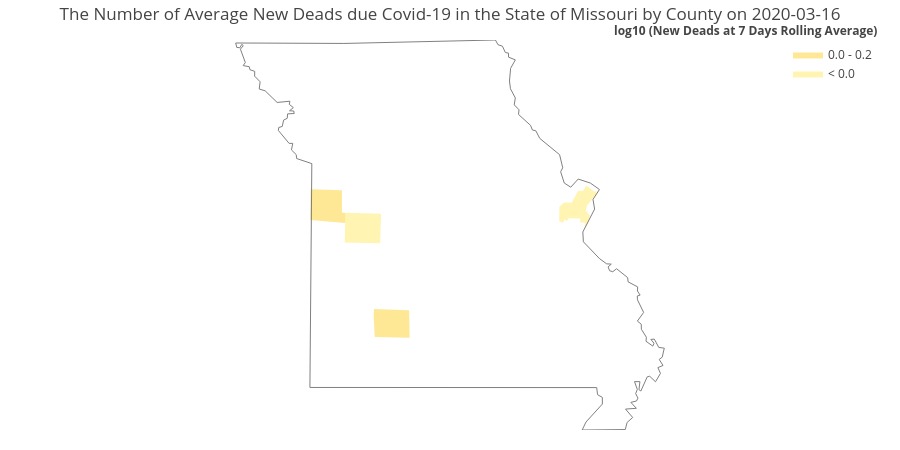 The Number of Average New Deads due Covid-19 in the State of Missouri by County on 2020-03-16
log10 (New Deads at 7 Days Rolling Average)
0.0 - 0.2
< 0.0